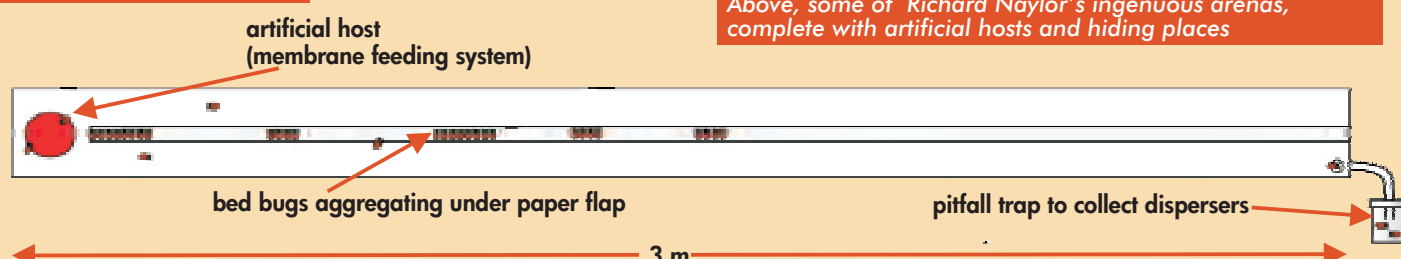 Above, some of Richard Naylor's ingenuous arenas,
complete with artificial hosts and hiding places
artificial host
(membrane feeding system)
bed bugs aggregating under paper flap
pitfall trap to collect dispersers
3 m